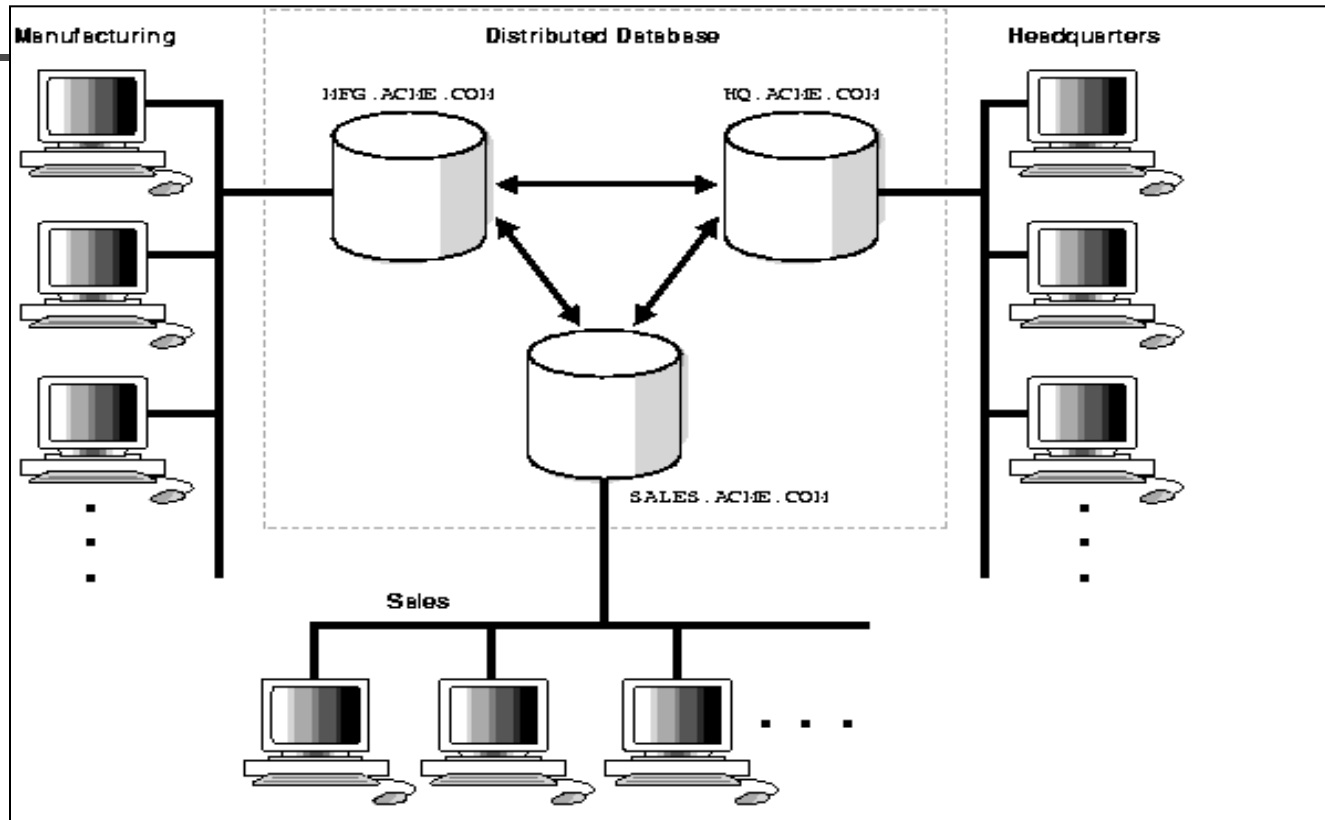 Manufacturing
Distributed Database
Headquarters
MFG.ACME.COM
HQ.ACME.COM
SALES.ACME.COM
Sales